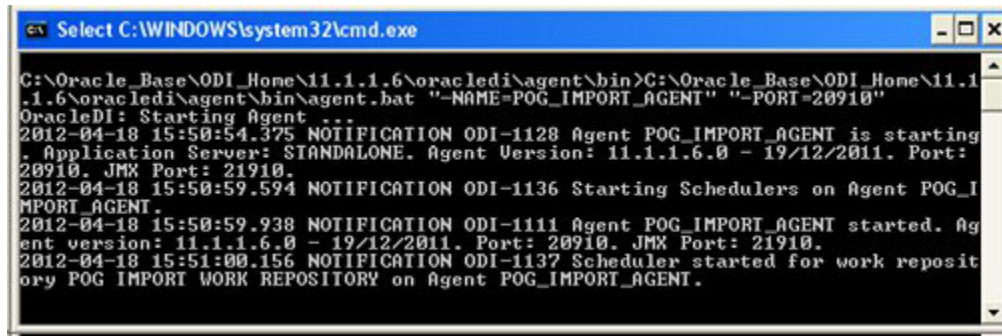 Select C:\WINDOWS\system32\cmd.exe
C:\Oracle_Base\ODI_Home\11.1.1.6\oracledi\agent\bin>C:\Oracle_Base\ODI_Home\11.1
.1.6\oracledi\agent\bin\agent.bat "-NAME=POG_IMPORT_AGENT" "-PORT=20910"
OracleDI: Starting Agent ...
2012-04-18 15:50:54.375 NOTIFICATION ODI-1128 Agent POG_IMPORT_AGENT is starting
. Application Server: STANDALONE. Agent Version: 11.1.1.6.0 - 19/12/2011. Port:
20910. JMX Port: 21910.
2012-04-18 15:50:59.594 NOTIFICATION ODI-1136 Starting Schedulers on Agent POG_I
MPORT_AGENT.
2012-04-18 15:50:59.938 NOTIFICATION ODI-1111 Agent POG_IMPORT_AGENT started. Ag
ent version: 11.1.1.6.0 - 19/12/2011. Port: 20910. JMX Port: 21910.
2012-04-18 15:51:00.156 NOTIFICATION ODI-1137 Scheduler started for work reposit
ory POG IMPORT WORK REPOSITORY on Agent POG_IMPORT_AGENT.